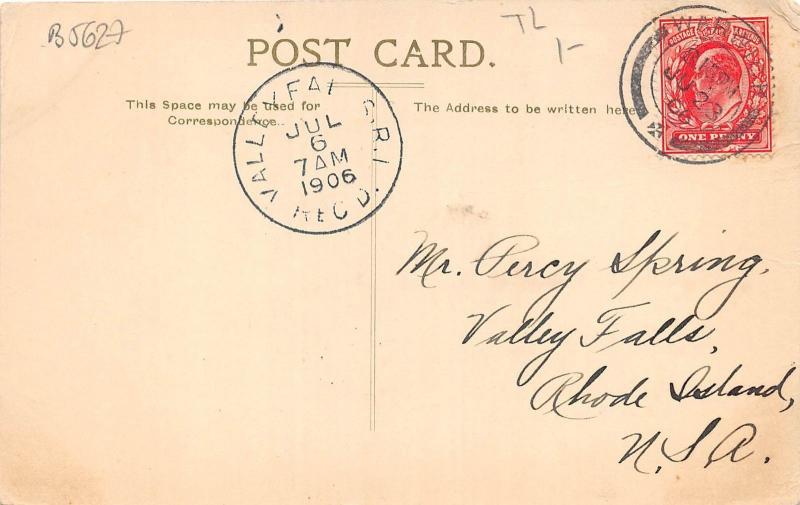 B5627
TL
1-
POST CARD.
This Space may be used for
Correspondence.
The Address to be written here
VALLEY FALLS R.I.
JUL
6
7 AM
1906
REC'D.
POSTAGE
ONE PENNY
Mr. Percy Spring.
Valley Falls,
Rhode Island,
U.S.A.